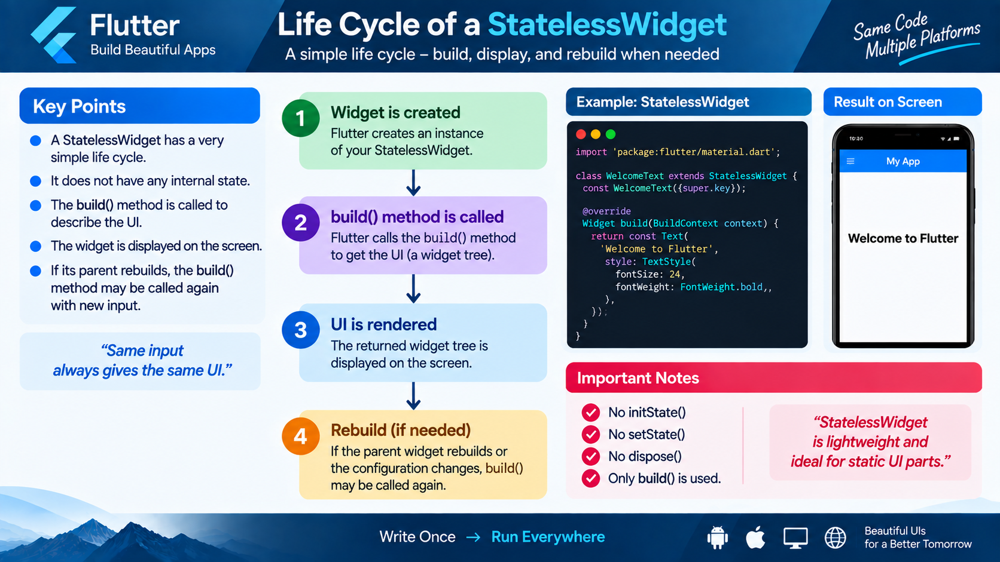 Flutter
Build Beautiful Apps
Life Cycle of a StatelessWidget
A simple life cycle – build, display, and rebuild when needed
Same Code
Multiple Platforms
Key Points
A StatelessWidget has a very
simple life cycle.
It does not have any internal state.
The build() method is called to
describe the UI.
The widget is displayed on the screen.
If its parent rebuilds, the build()
method may be called again
with new input.
“Same input
always gives the same UI.”
1
Widget is created
Flutter creates an instance
of your StatelessWidget.
2
build() method is called
Flutter calls the build() method
to get the UI (a widget tree).
3
UI is rendered
The returned widget tree is
displayed on the screen.
4
Rebuild (if needed)
If the parent widget rebuilds or
the configuration changes, build()
may be called again.
Example: StatelessWidget
import 'package:flutter/material.dart';
class WelcomeText extends StatelessWidget {
const WelcomeText({super.key});
@override
Widget build(BuildContext context) {
return const Text(
'Welcome to Flutter',
style: TextStyle(
fontSize: 24,
fontWeight: FontWeight.bold,,
),
});
}
}
Result on Screen
My App
Welcome to Flutter
Important Notes
No initState()
No setState()
No dispose()
Only build() is used.
“StatelessWidget
is lightweight and
ideal for static UI parts.”
Write Once → Run Everywhere
Beautiful UIs
for a Better Tomorrow